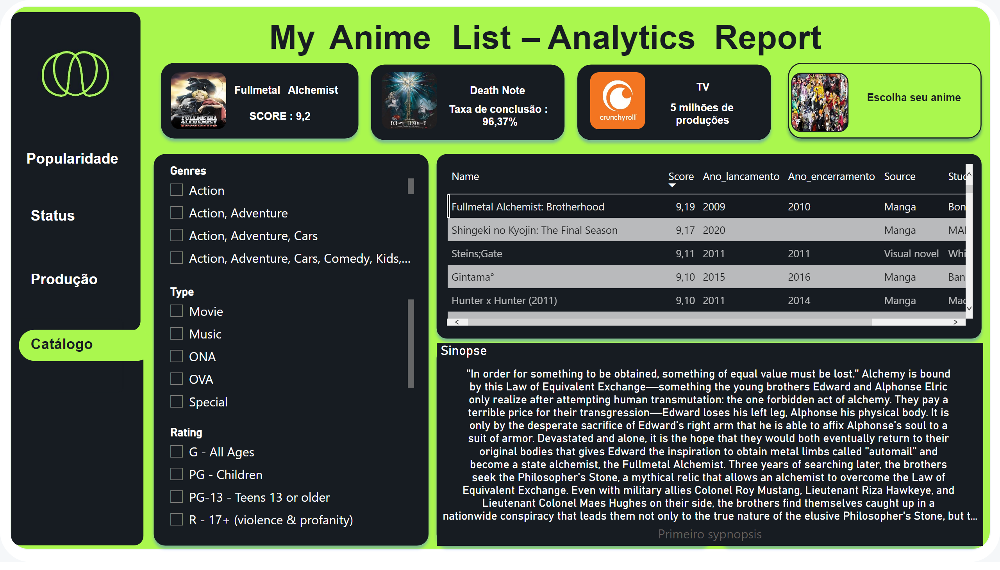 My Anime List – Analytics Report
Popularidade
Status
Produção
Catálogo
FULLMETAL
ALCHEMIST
Fullmetal Alchemist
SCORE : 9,2
Death Note
Taxa de conclusão :
96,37%
crunchyroll
TV
5 milhões de
produções
Escolha seu anime
Genres
Action
Action, Adventure
Action, Adventure, Cars
Action, Adventure, Cars, Comedy, Kids,...
Type
Movie
Music
ONA
OVA
Special
Rating
G - All Ages
PG - Children
PG-13 - Teens 13 or older
R - 17+ (violence & profanity)
Name Score Ano_lancamento Ano_encerramento Source Stud
Fullmetal Alchemist: Brotherhood 9,19 2009 2010 Manga Bon
Shingeki no Kyojin: The Final Season 9,17 2020 Manga MAI
Steins;Gate 9,11 2011 2011 Visual novel Whi
Gintama° 9,10 2015 2016 Manga Ban
Hunter x Hunter (2011) 9,10 2011 2014 Manga Mad
Sinopse
"In order for something to be obtained, something of equal value must be lost." Alchemy is bound
by this Law of Equivalent Exchange—something the young brothers Edward and Alphonse Elric
only realize after attempting human transmutation: the one forbidden act of alchemy. They pay a
terrible price for their transgression—Edward loses his left leg, Alphonse his physical body. It is
only by the desperate sacrifice of Edward's right arm that he is able to affix Alphonse's soul to a
suit of armor. Devastated and alone, it is the hope that they would both eventually return to their
original bodies that gives Edward the inspiration to obtain metal limbs called "automail" and
become a state alchemist, the Fullmetal Alchemist. Three years of searching later, the brothers
seek the Philosopher's Stone, a mythical relic that allows an alchemist to overcome the Law of
Equivalent Exchange. Even with military allies Colonel Roy Mustang, Lieutenant Riza Hawkeye, and
Lieutenant Colonel Maes Hughes on their side, the brothers find themselves caught up in a
nationwide conspiracy that leads them not only to the true nature of the elusive Philosopher's Stone, but t...
Primeiro sypnopsis